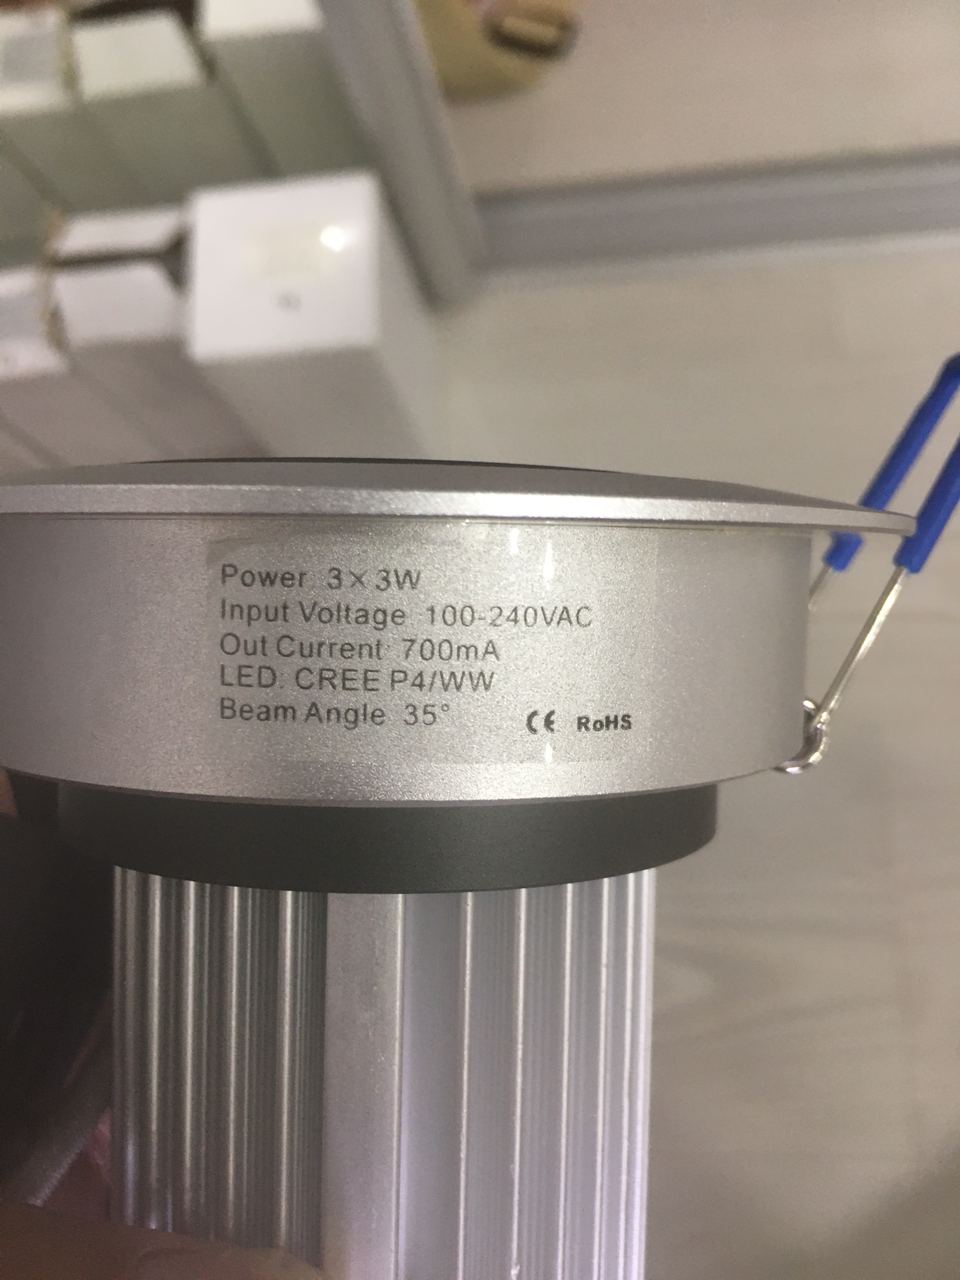 Power 3×3W
Input Voltage 100-240VAC
Out Current 700mA
LED: CREE P4/WW
Beam Angle 35°
CE RoHS